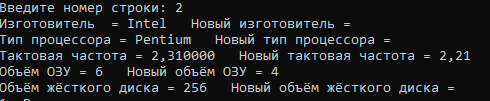 Введите номер строки: 2
Изготовитель  = Intel   Новый изготовитель =
Тип процессора = Pentium   Новый тип процессора =
Тактовая частота = 2,310000   Новый тактовая частота = 2,21
Объём ОЗУ = 6   Новый объём ОЗУ = 4
Объём жёсткого диска = 256   Новый объём жёсткого диска =